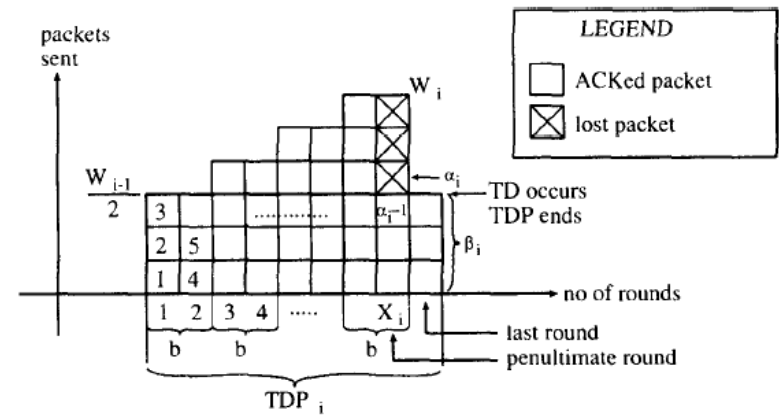 packets
sent
LEGEND
ACKed packet
lost packet
W i
α i
W i-1
2
TD occurs
TDP ends
3 ............. α i -1
2 5
β i
1 4
no of rounds
1 2 3 4 ..... X i
last round
b b b
penultimate round
TDP i